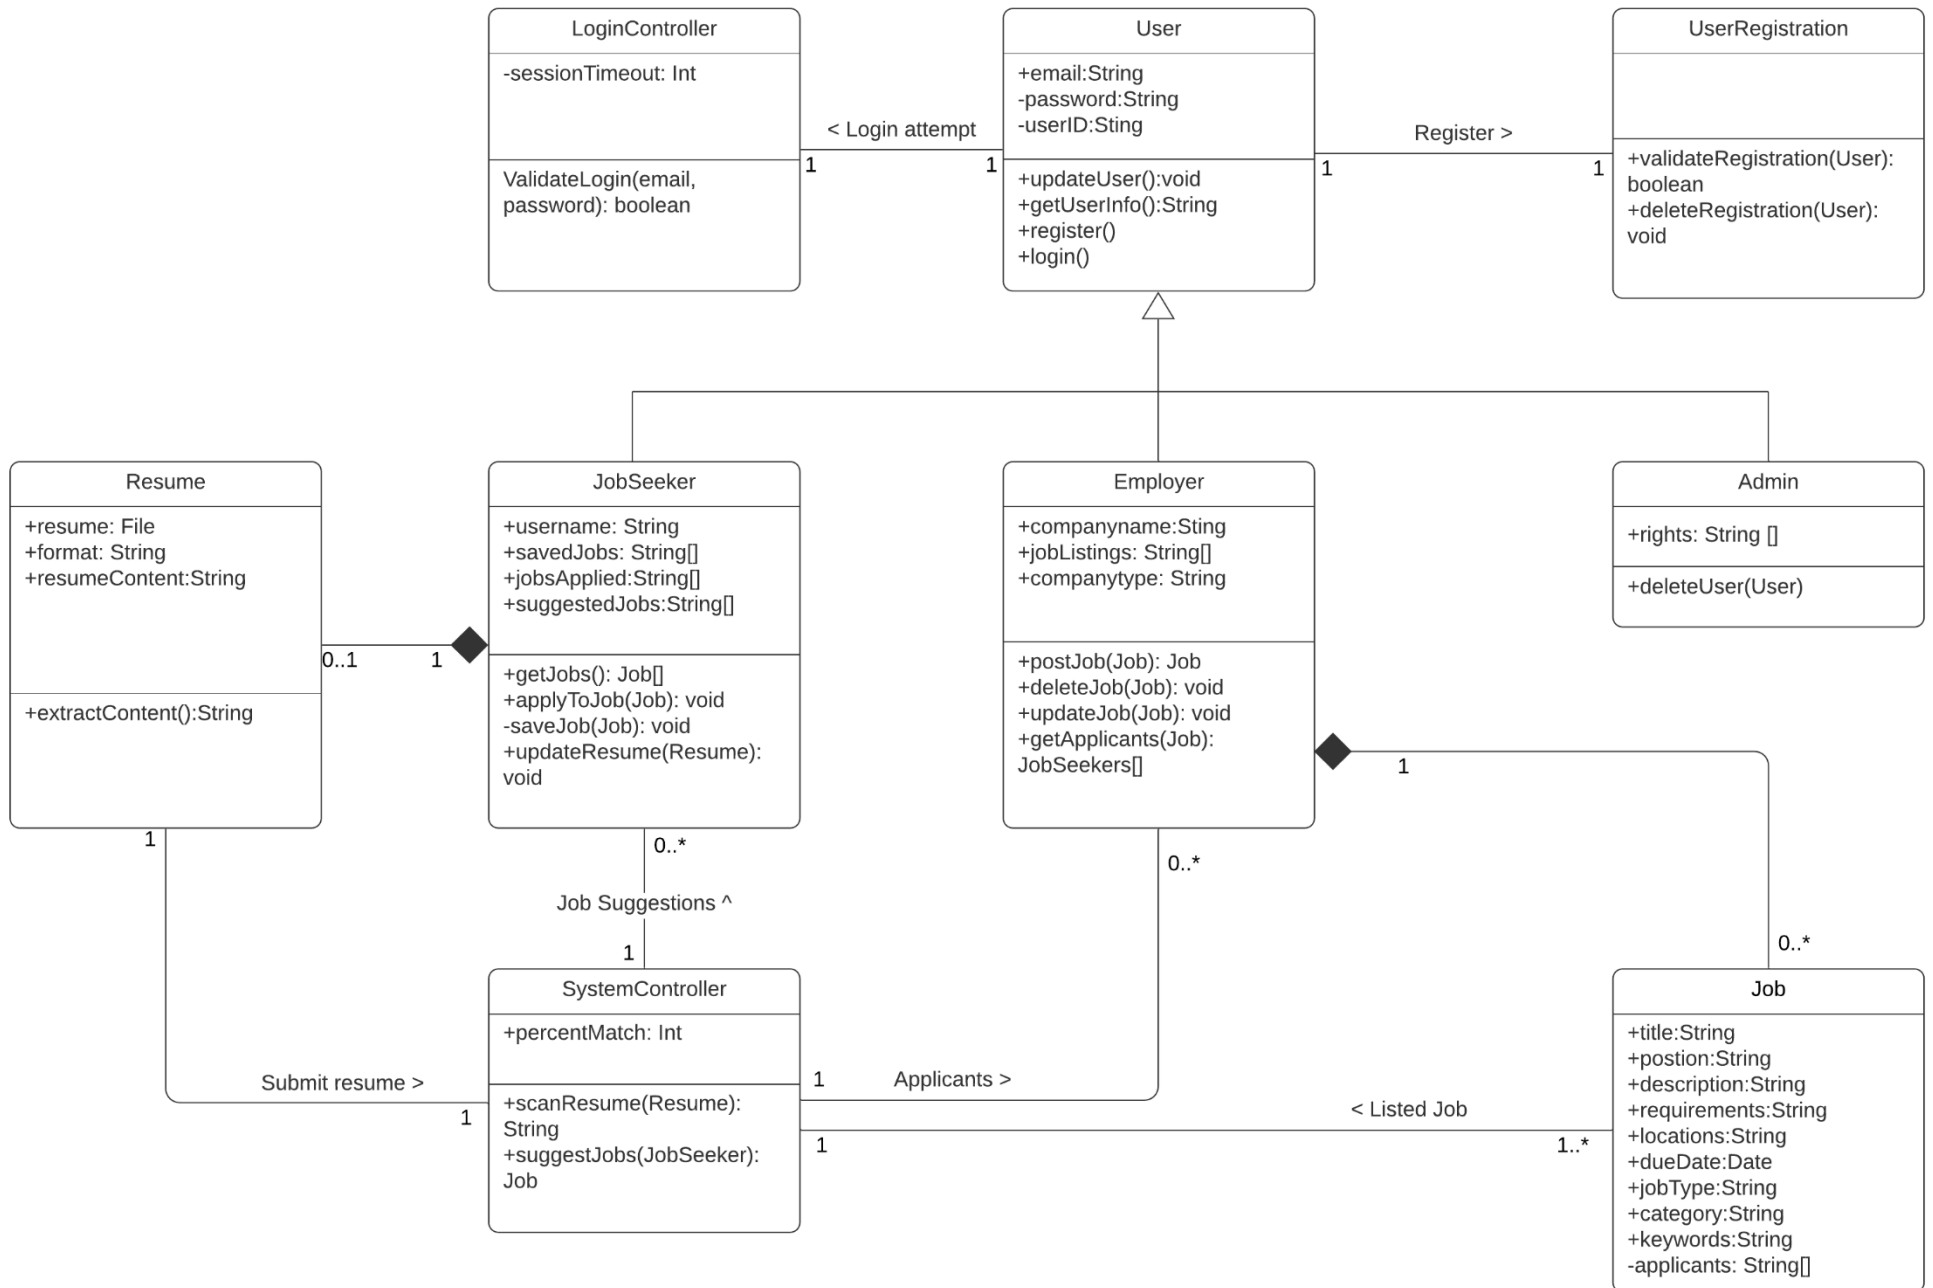 LoginController
-sessionTimeout: Int
ValidateLogin(email,
password): boolean
< Login attempt
1
1
User
+email:String
-password:String
-userID:Sting
+updateUser():void
+getUserInfo():String
+register()
+login()
Register >
1
1
UserRegistration
+validateRegistration(User):
boolean
+deleteRegistration(User):
void
Resume
+resume: File
+format: String
+resumeContent:String
+extractContent():String
0..1
1
JobSeeker
+username: String
+savedJobs: String[]
+jobsApplied:String[]
+suggestedJobs:String[]
+getJobs(): Job[]
+applyToJob(Job): void
-saveJob(Job): void
+updateResume(Resume):
void
Employer
+companyname:Sting
+jobListings: String[]
+companytype: String
+postJob(Job): Job
+deleteJob(Job): void
+updateJob(Job): void
+getApplicants(Job):
JobSeekers[]
Admin
+rights: String []
+deleteUser(User)
1
0..*
1
0..*
Job Suggestions ^
1
0..*
1
Submit resume >
1
SystemController
+percentMatch: Int
+scanResume(Resume):
String
+suggestJobs(JobSeeker):
Job
1
Applicants >
< Listed Job
1
1..*
Job
+title:String
+postion:String
+description:String
+requirements:String
+locations:String
+dueDate:Date
+jobType:String
+category:String
+keywords:String
-applicants: String[]